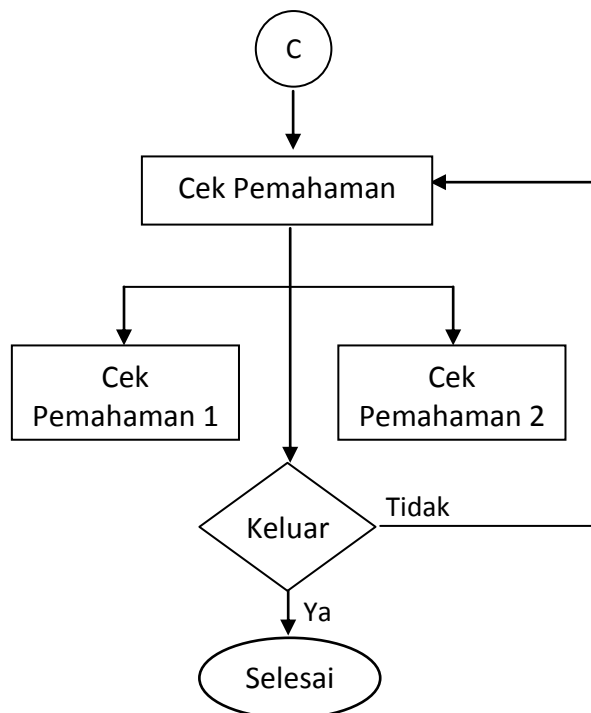 C
Cek Pemahaman
Cek
Pemahaman 1
Cek
Pemahaman 2
Keluar
Tidak
Ya
Selesai